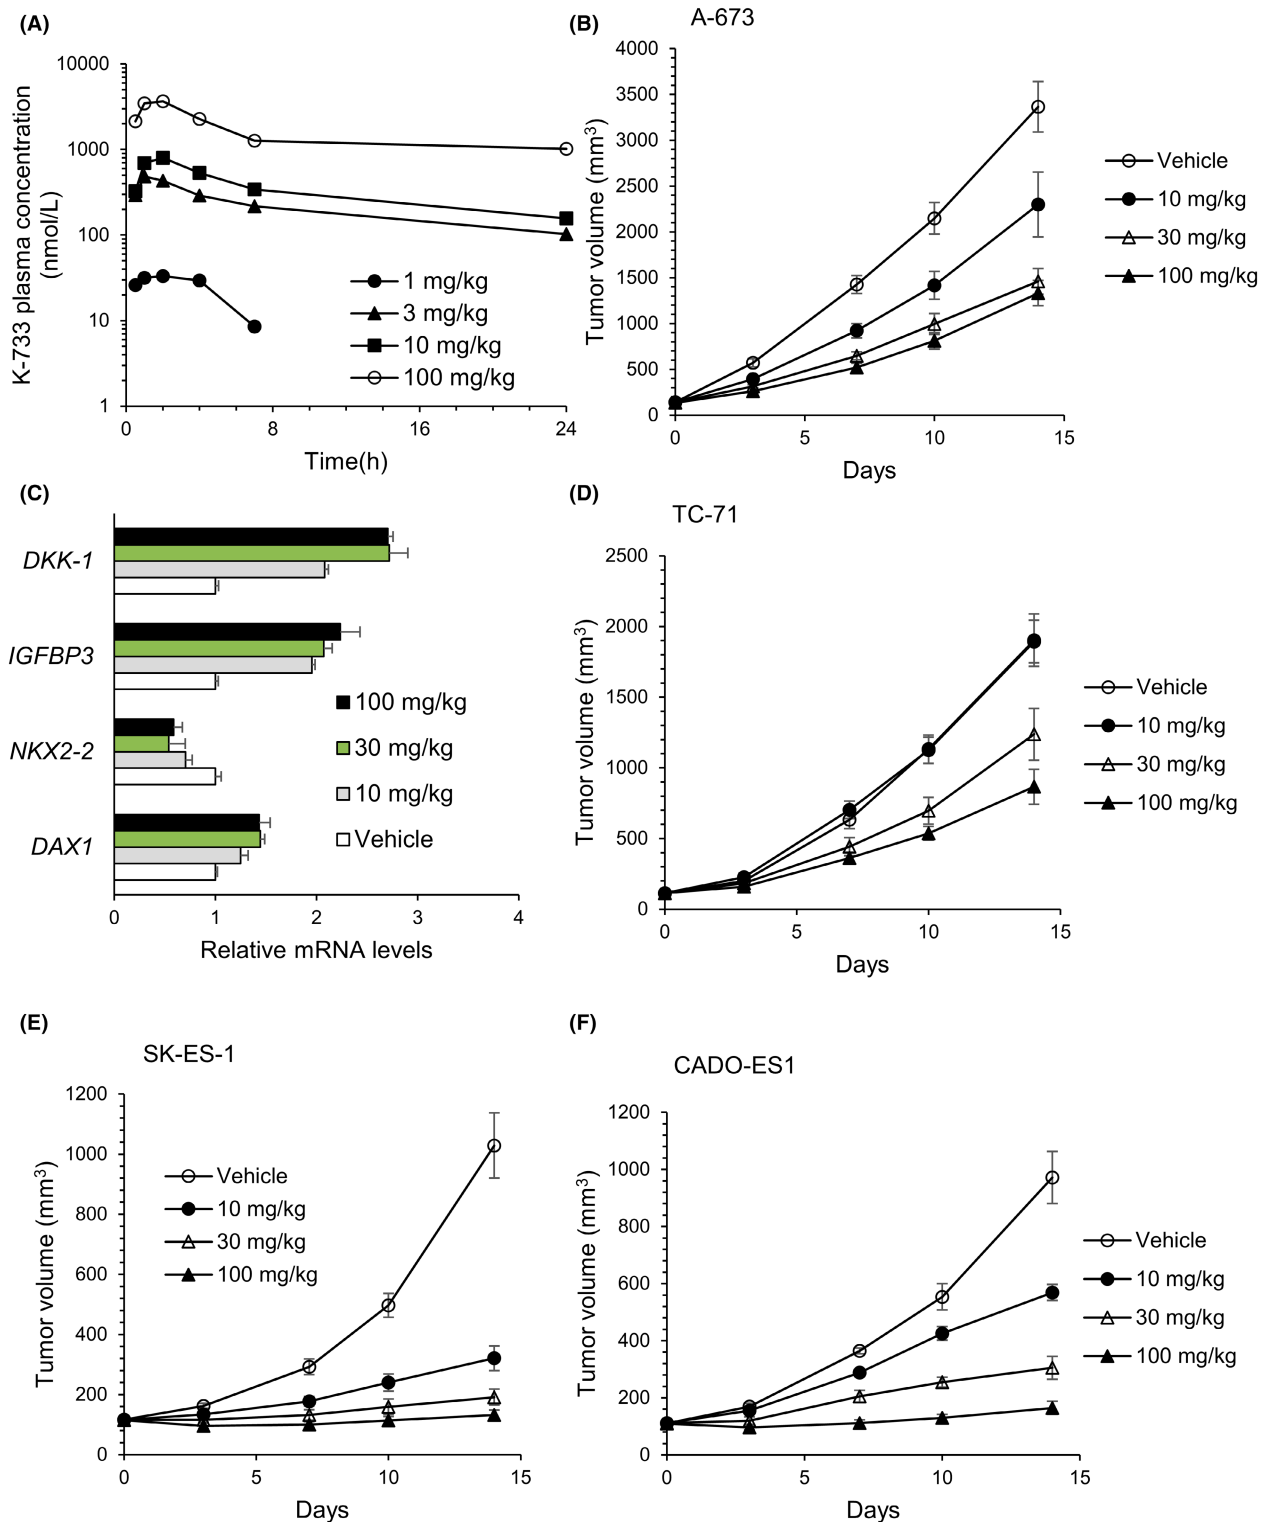 (A)
K-733 plasma concentration
(nmol/L)
10000
1000
100
10
1
0
8
16
24
Time(h)
1 mg/kg
3 mg/kg
10 mg/kg
100 mg/kg
(B)
A-673
Tumor volume (mm³)
4000
3500
3000
2500
2000
1500
1000
500
0
0
5
10
15
Days
Vehicle
10 mg/kg
30 mg/kg
100 mg/kg
(C)
DKK-1
IGFBP3
NKX2-2
DAX1
100 mg/kg
30 mg/kg
10 mg/kg
Vehicle
0
1
2
3
4
Relative mRNA levels
(D)
TC-71
Tumor volume (mm³)
2500
2000
1500
1000
500
0
0
5
10
15
Days
Vehicle
10 mg/kg
30 mg/kg
100 mg/kg
(E)
SK-ES-1
Tumor volume (mm³)
1200
1000
800
600
400
200
0
0
5
10
15
Days
Vehicle
10 mg/kg
30 mg/kg
100 mg/kg
(F)
CADO-ES1
Tumor volume (mm³)
1200
1000
800
600
400
200
0
0
5
10
15
Days
Vehicle
10 mg/kg
30 mg/kg
100 mg/kg